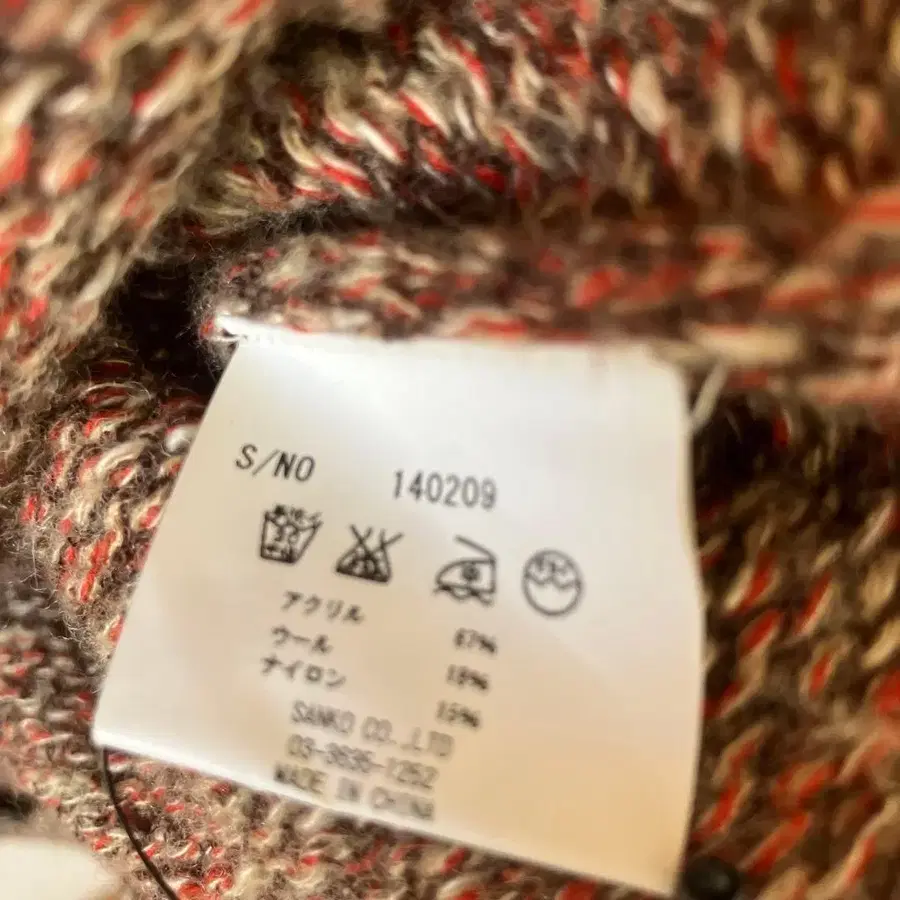 S/NO 140209
アクリル 67%
ウール 18%
ナイロン 15%
SANKO CO.,LTD
03-3635-1252
MADE IN CHINA